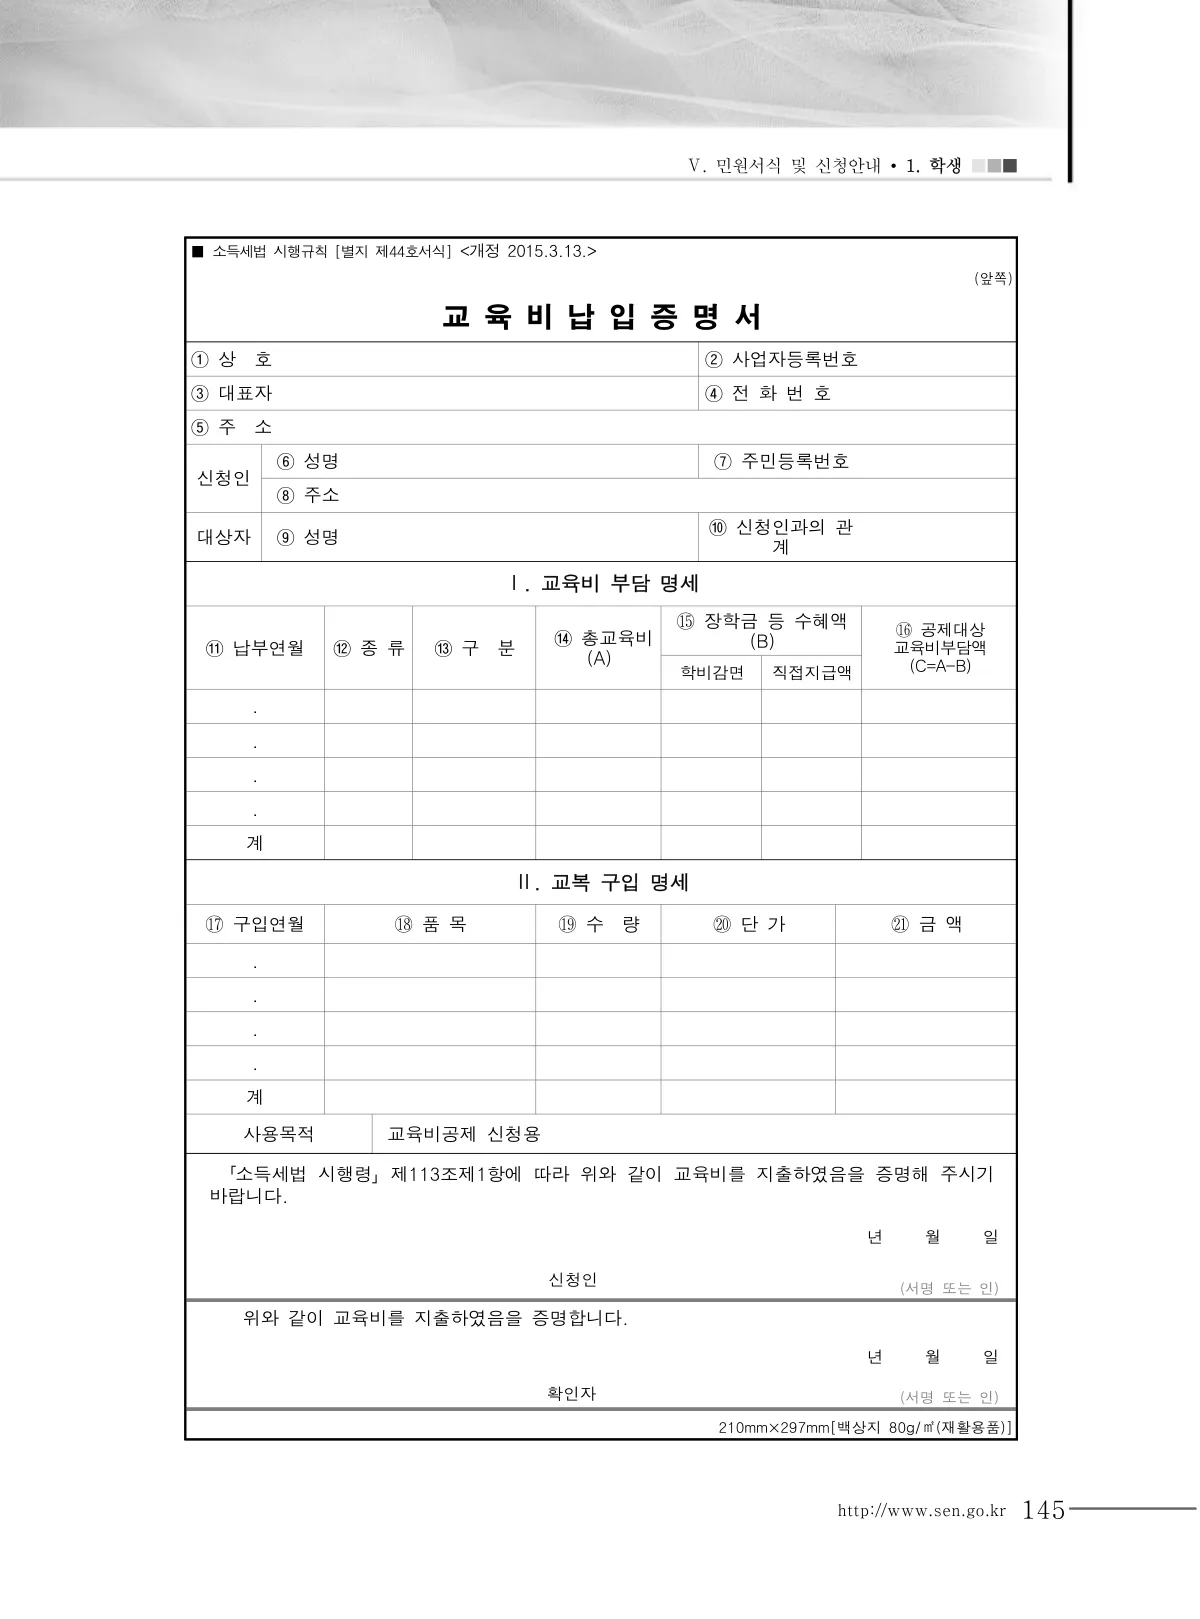 Ⅴ. 민원서식 및 신청안내 • 1. 학생
■ 소득세법 시행규칙 [별지 제44호서식] <개정 2015.3.13.>
(앞쪽)
교 육 비 납 입 증 명 서
① 상 호
② 사업자등록번호
③ 대표자
④ 전 화 번 호
⑤ 주 소
신청인
⑥ 성명
⑦ 주민등록번호
⑧ 주소
대상자
⑨ 성명
⑩ 신청인과의 관
계
Ⅰ. 교육비 부담 명세
⑪ 납부연월
⑫ 종 류
⑬ 구 분
⑭ 총교육비
(A)
⑮ 장학금 등 수혜액
(B)
학비감면
직접지급액
⑯ 공제대상
교육비부담액
(C=A-B)
.
.
.
.
계
Ⅱ. 교복 구입 명세
⑰ 구입연월
⑱ 품 목
⑲ 수 량
⑳ 단 가
㉑ 금 액
.
.
.
.
계
사용목적
교육비공제 신청용
「소득세법 시행령」제113조제1항에 따라 위와 같이 교육비를 지출하였음을 증명해 주시기
바랍니다.
년 월 일
신청인
(서명 또는 인)
위와 같이 교육비를 지출하였음을 증명합니다.
년 월 일
확인자
(서명 또는 인)
210mm×297mm[백상지 80g/㎡(재활용품)]
http://www.sen.go.kr 145